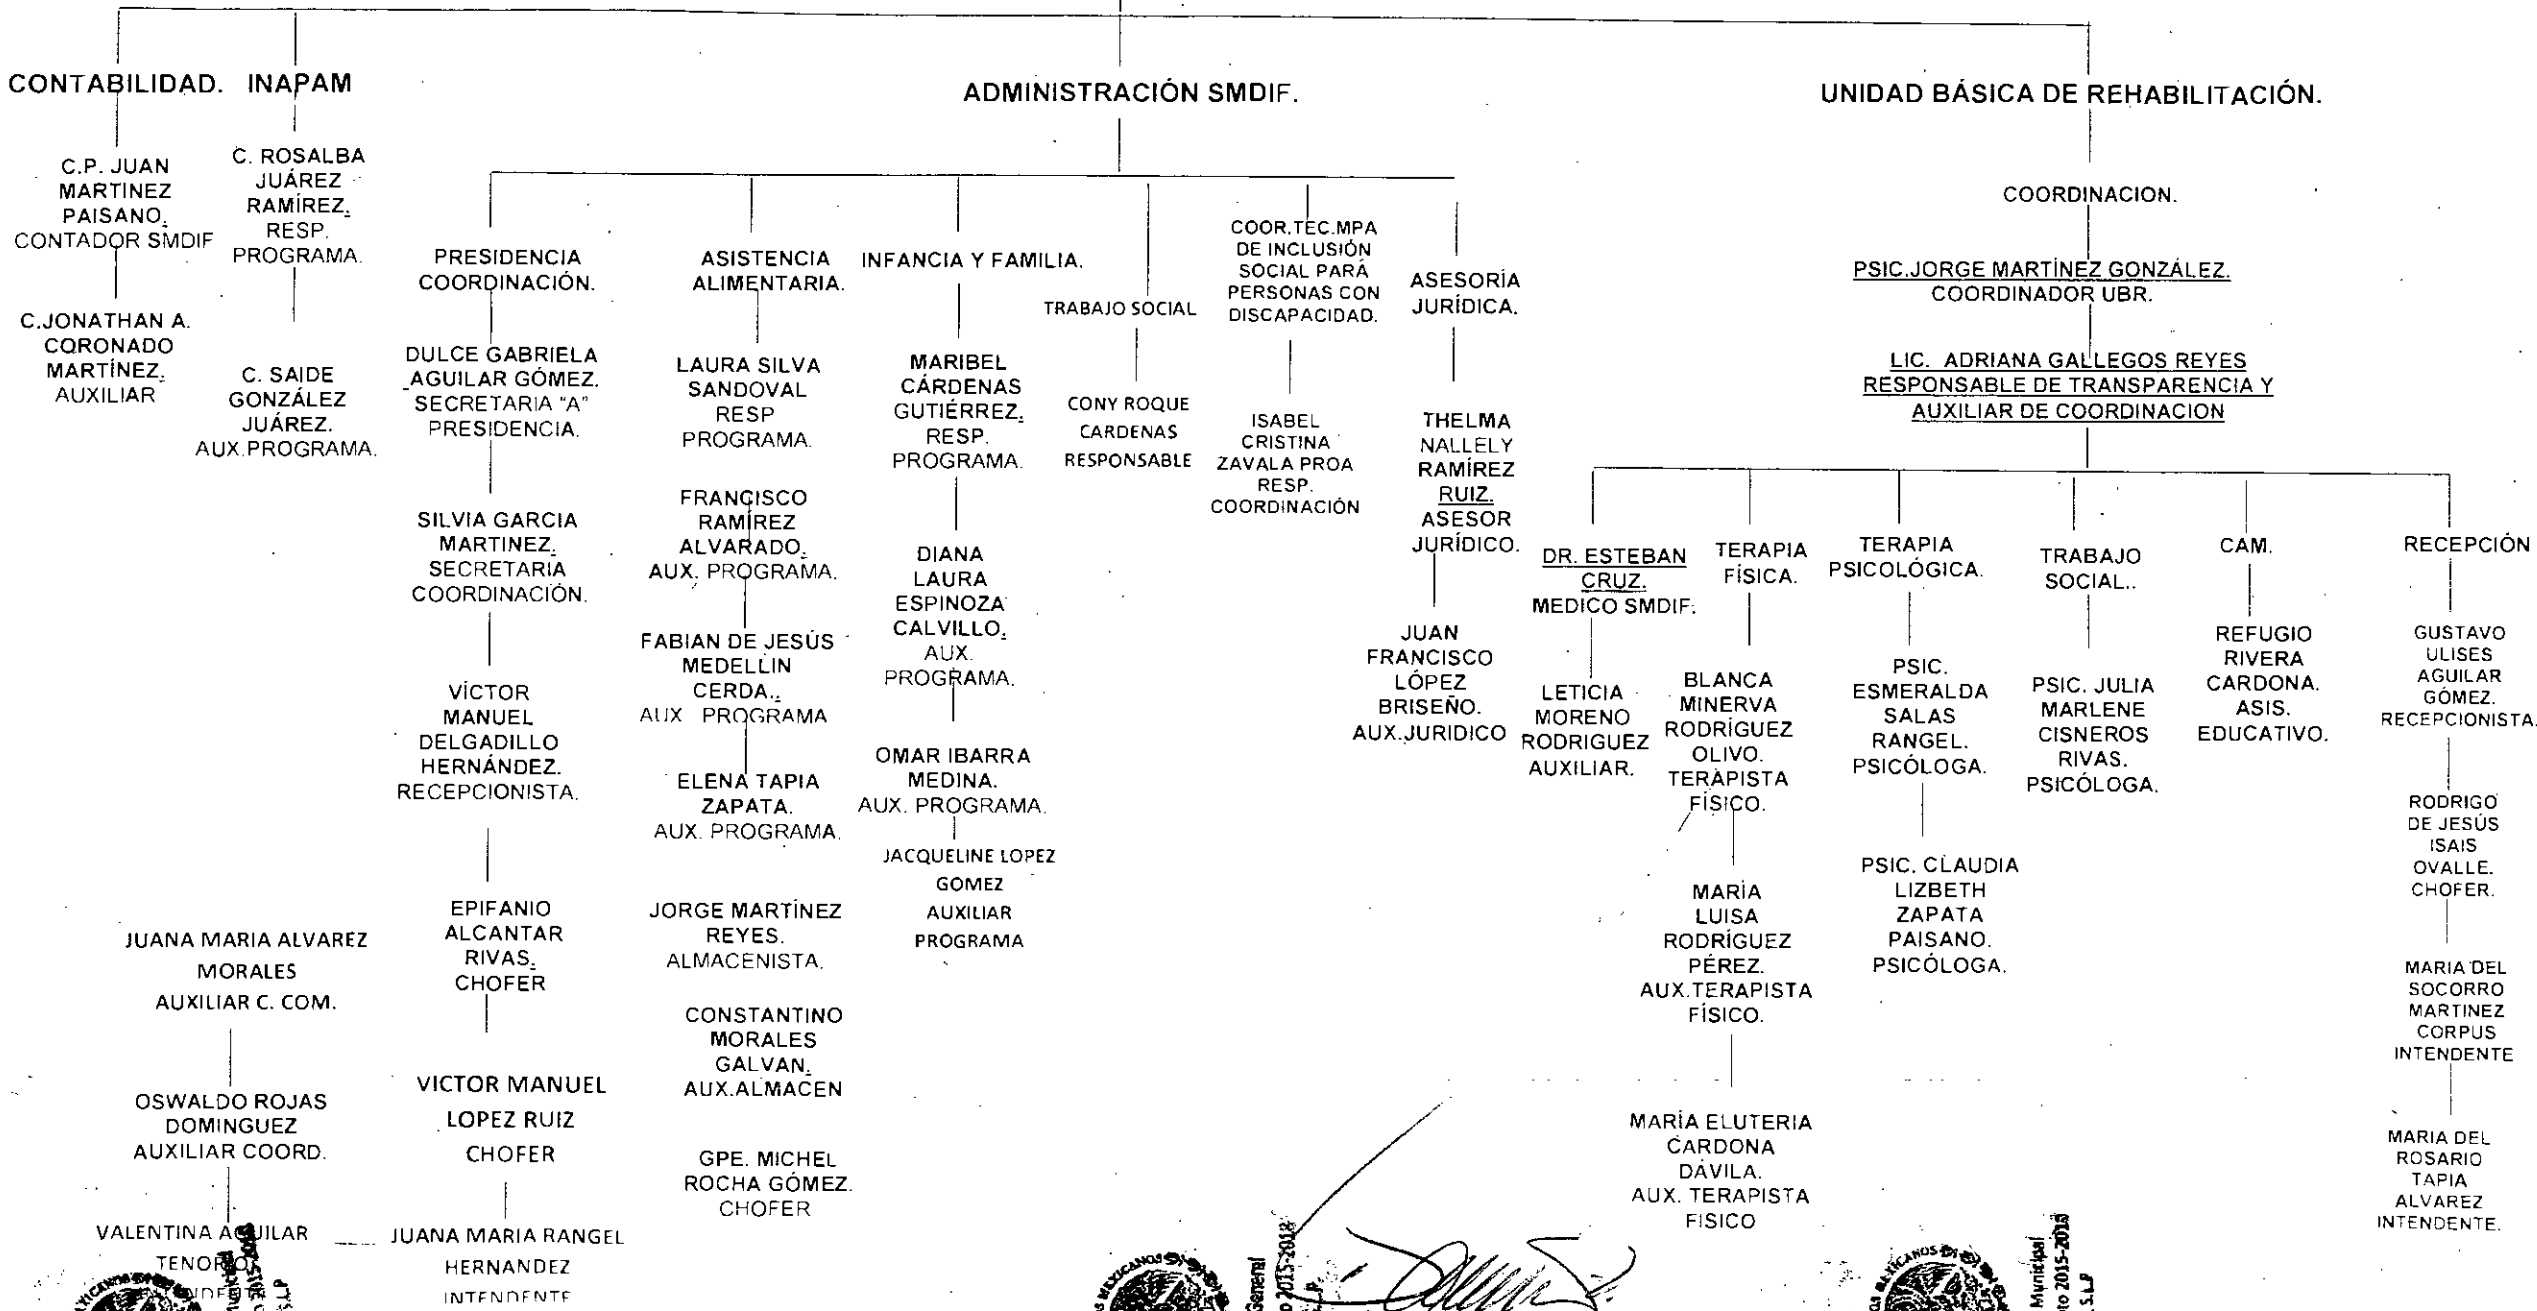 CONTABILIDAD.
INAPAM
ADMINISTRACIÓN SMDIF.
UNIDAD BÁSICA DE REHABILITACIÓN.
C.P. JUAN
MARTINEZ
PAISANO.
CONTADOR SMDIF
C.JONATHAN A.
CORONADO
MARTÍNEZ.
AUXILIAR
C. ROSALBA
JUÁREZ
RAMÍREZ.
RESP.
PROGRAMA.
C. SAIDE
GONZÁLEZ
JUÁREZ.
AUX.PROGRAMA.
PRESIDENCIA
COORDINACIÓN.
DULCE GABRIELA
AGUILAR GÓMEZ.
SECRETARIA "A"
PRESIDENCIA.
SILVIA GARCIA
MARTINEZ.
SECRETARIA
COORDINACIÓN.
VÍCTOR
MANUEL
DELGADILLO
HERNÁNDEZ.
RECEPCIONISTA.
EPIFANIO
ALCANTAR
RIVAS.
CHOFER
VICTOR MANUEL
LOPEZ RUIZ
CHOFER
JUANA MARIA RANGEL
HERNANDEZ
INTENDENTE
JUANA MARIA ALVAREZ
MORALES
AUXILIAR C. COM.
OSWALDO ROJAS
DOMINGUEZ
AUXILIAR COORD.
VALENTINA AGUILAR
TENORIO
ASISTENCIA
ALIMENTARIA.
LAURA SILVA
SANDOVAL
RESP
PROGRAMA.
FRANCISCO
RAMÍREZ
ALVARADO.
AUX. PROGRAMA.
FABIAN DE JESÚS
MEDELLIN
CERDA..
AUX PROGRAMA
ELENA TAPIA
ZAPATA.
AUX. PROGRAMA.
JORGE MARTÍNEZ
REYES.
ALMACENISTA.
CONSTANTINO
MORALES
GALVAN.
AUX.ALMACEN
GPE. MICHEL
ROCHA GÓMEZ.
CHOFER
INFANCIA Y FAMILIA.
MARIBEL
CÁRDENAS
GUTIÉRREZ.
RESP.
PROGRAMA.
DIANA
LAURA
ESPINOZA
CALVILLO.
AUX.
PROGRAMA.
OMAR IBARRA
MEDINA.
AUX. PROGRAMA.
JACQUELINE LOPEZ
GOMEZ
AUXILIAR
PROGRAMA
TRABAJO SOCIAL
CONY ROQUE
CARDENAS
RESPONSABLE
COOR.TEC.MPA
DE INCLUSIÓN
SOCIAL PARÁ
PERSONAS CON
DISCAPACIDAD.
ISABEL
CRISTINA
ZAVALA PROA
RESP.
COORDINACIÓN
ASESORÍA
JURÍDICA.
THELMA
NALLELY
RAMÍREZ
RUIZ.
ASESOR
JURÍDICO.
JUAN
FRANCISCO
LÓPEZ
BRISEÑO.
AUX.JURIDICO
COORDINACION.
PSIC.JORGE MARTÍNEZ GONZÁLEZ.
COORDINADOR UBR.
LIC. ADRIANA GALLEGOS REYES
RESPONSABLE DE TRANSPARENCIA Y
AUXILIAR DE COORDINACION
DR. ESTEBAN
CRUZ.
MEDICO SMDIF.
LETICIA
MORENO
RODRIGUEZ
AUXILIAR.
TERAPIA
FÍSICA.
BLANCA
MINERVA
RODRÍGUEZ
OLIVO.
TERAPISTA
FÍSICO.
MARÍA
LUISA
RODRÍGUEZ
PÉREZ.
AUX.TERAPISTA
FÍSICO.
MARÍA ELUTERIA
CARDONA
DÁVILA.
AUX. TERAPISTA
FISICO
TERAPIA
PSICOLÓGICA.
PSIC.
ESMERALDA
SALAS
RANGEL.
PSICÓLOGA.
PSIC. CLAUDIA
LIZBETH
ZAPATA
PAISANO.
PSICÓLOGA.
TRABAJO
SOCIAL..
PSIC. JULIA
MARLENE
CISNEROS
RIVAS.
PSICÓLOGA.
CAM.
REFUGIO
RIVERA
CARDONA.
ASIS.
EDUCATIVO.
RECEPCIÓN
GUSTAVO
ULISES
AGUILAR
GÓMEZ.
RECEPCIONISTA.
RODRIGO
DE JESÚS
ISAIS
OVALLE.
CHOFER.
MARIA DEL
SOCORRO
MARTINEZ
CORPUS
INTENDENTE
MARIA DEL
ROSARIO
TAPIA
ALVAREZ
INTENDENTE.
General
2015-2018
MEXICANOS
Municipal
2015-2018
S.L.P